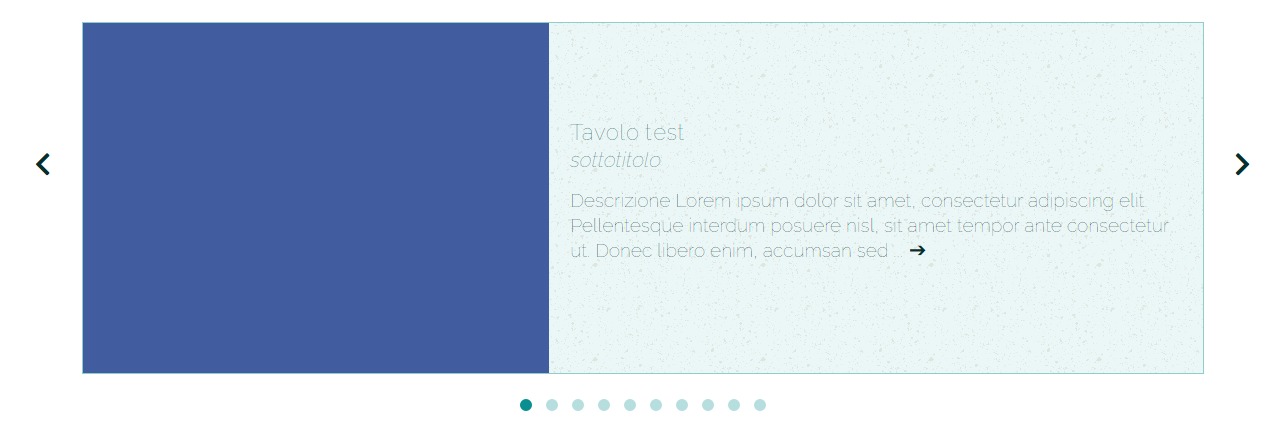 Tavolo test
sottotitolo
Descrizione Lorem ipsum dolor sit amet, consectetur adipiscing elit.
Pellentesque interdum posuere nisl, sit amet tempor ante consectetur
ut. Donec libero enim, accumsan sed ... ➔